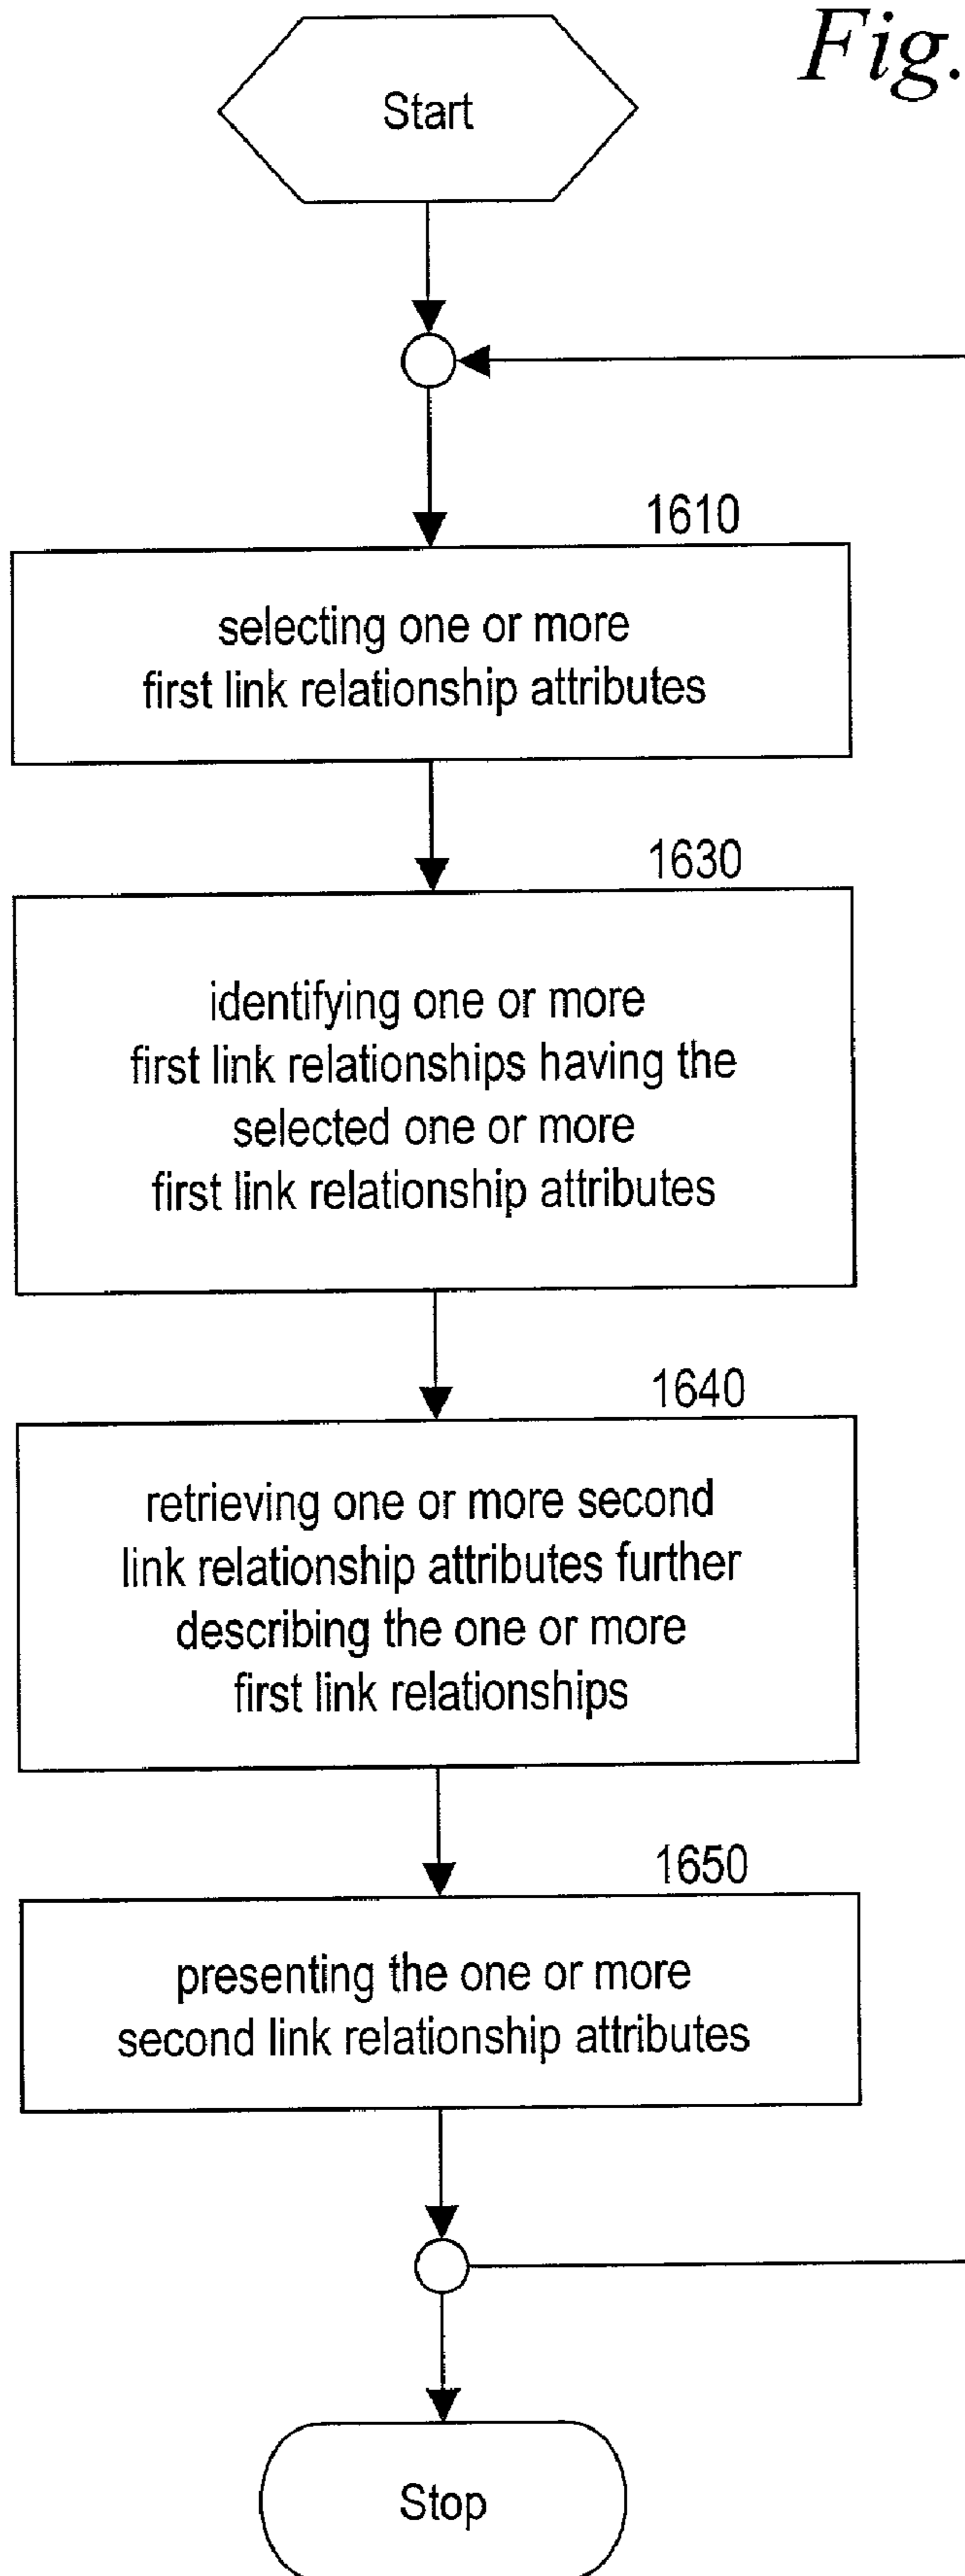 Fig.
Start
1610
selecting one or more
first link relationship attributes
1630
identifying one or more
first link relationships having the
selected one or more
first link relationship attributes
1640
retrieving one or more second
link relationship attributes further
describing the one or more
first link relationships
1650
presenting the one or more
second link relationship attributes
Stop